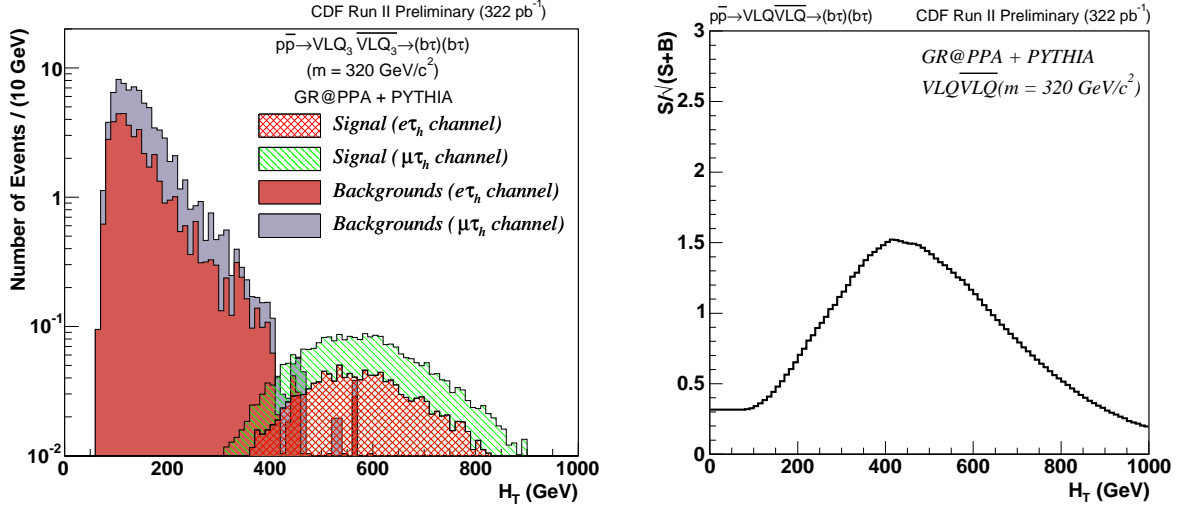 CDF Run II Preliminary (322 pb⁻¹)
pp̅→VLQ₃ V̅L̅Q̅₃→(bτ)(bτ)
(m = 320 GeV/c²)
GR@PPA + PYTHIA
Signal (eτₕ channel)
Signal (μτₕ channel)
Backgrounds (eτₕ channel)
Backgrounds (μτₕ channel)
Number of Events / (10 GeV)
10
1
10⁻¹
10⁻²
0 200 400 600 800 1000
H_T (GeV)
pp̅→VLQV̅L̅Q̅→(bτ)(bτ) CDF Run II Preliminary (322 pb⁻¹)
GR@PPA + PYTHIA
VLQV̅L̅Q̅(m = 320 GeV/c²)
S/√(S+B)
3
2.5
2
1.5
1
0.5
0
0 200 400 600 800 1000
H_T (GeV)